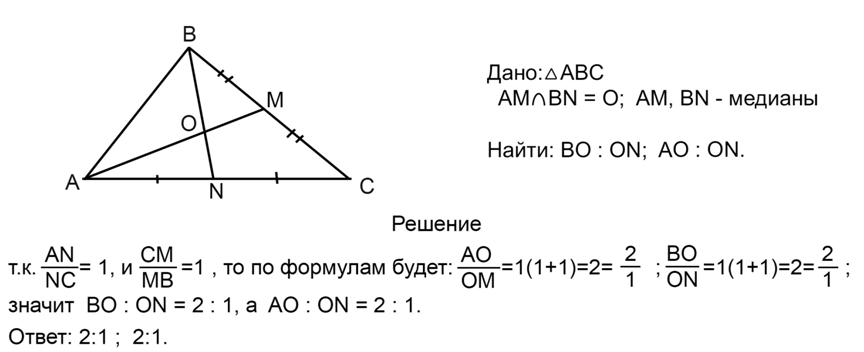 B
M
O
A
N
C
Дано:△ABC
AM∩BN = O; AM, BN - медианы
Найти: BO : ON; AO : ON.
Решение
т.к. AN/NC = 1, и CM/MB =1 , то по формулам будет: AO/OM =1(1+1)=2= 2/1 ; BO/ON =1(1+1)=2= 2/1 ;
значит BO : ON = 2 : 1, а AO : ON = 2 : 1.
Ответ: 2:1 ; 2:1.